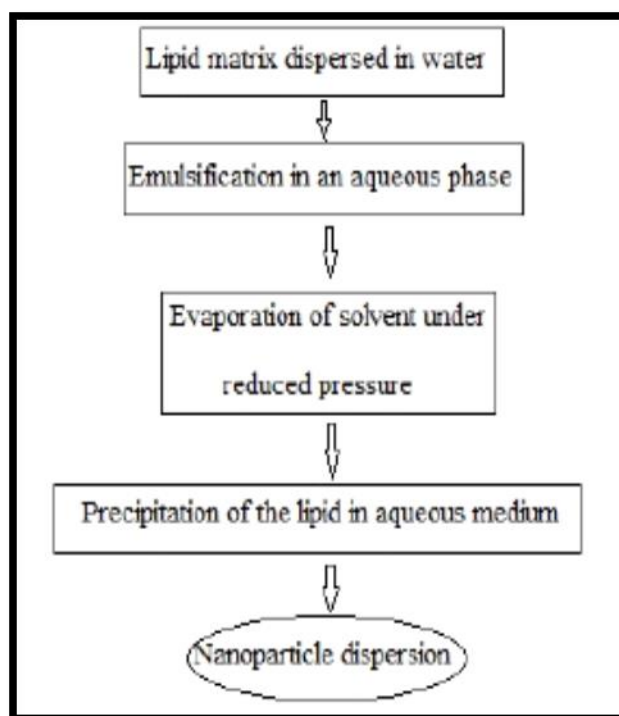 Lipid matrix dispersed in water
Emulsification in an aqueous phase
Evaporation of solvent under
reduced pressure
Precipitation of the lipid in aqueous medium
Nanoparticle dispersion